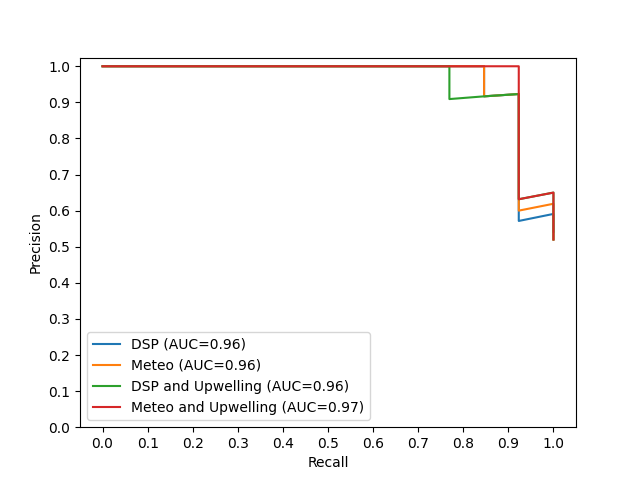 1.0
0.9
0.8
0.7
0.6
0.5
0.4
0.3
0.2
0.1
0.0
Precision
DSP (AUC=0.96)
Meteo (AUC=0.96)
DSP and Upwelling (AUC=0.96)
Meteo and Upwelling (AUC=0.97)
0.0 0.1 0.2 0.3 0.4 0.5 0.6 0.7 0.8 0.9 1.0
Recall